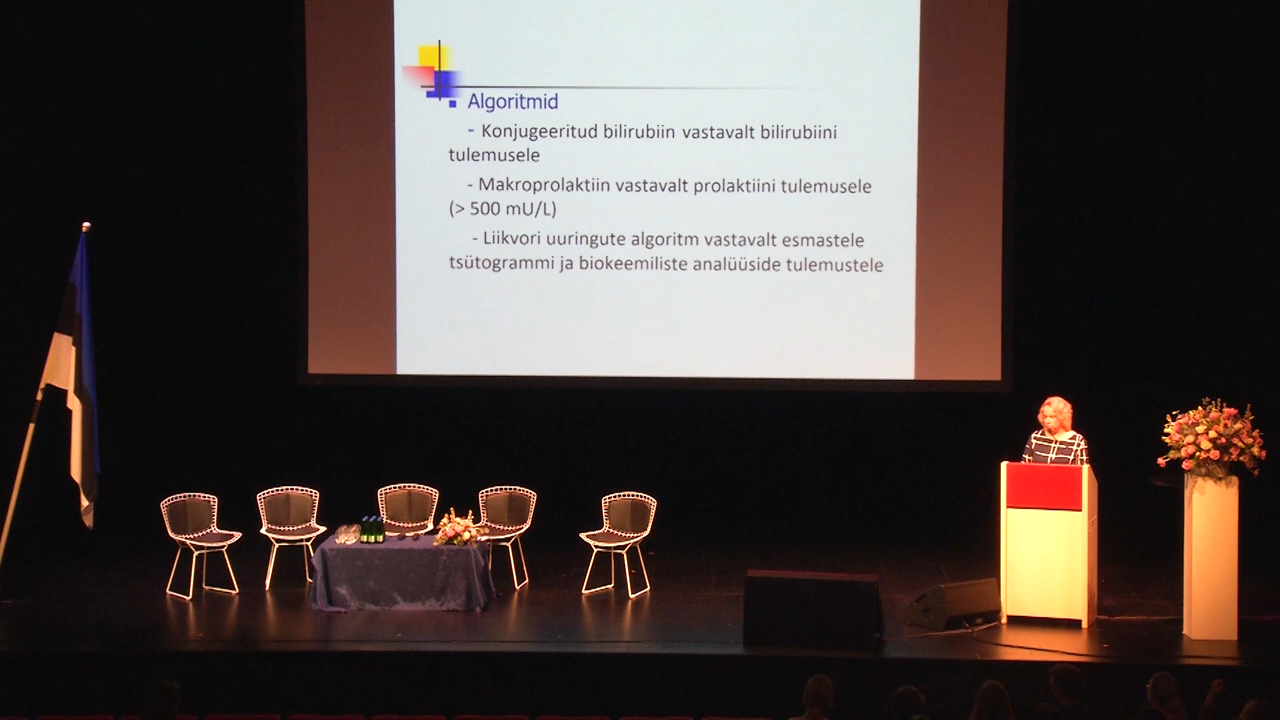 Algoritmid
- Konjugeeritud bilirubiin vastavalt bilirubiini
tulemusele
- Makroprolaktiin vastavalt prolaktiini tulemusele
(> 500 mU/L)
- Liikvori uuringute algoritm vastavalt esmastele
tsütogrammi ja biokeemiliste analüüside tulemustele